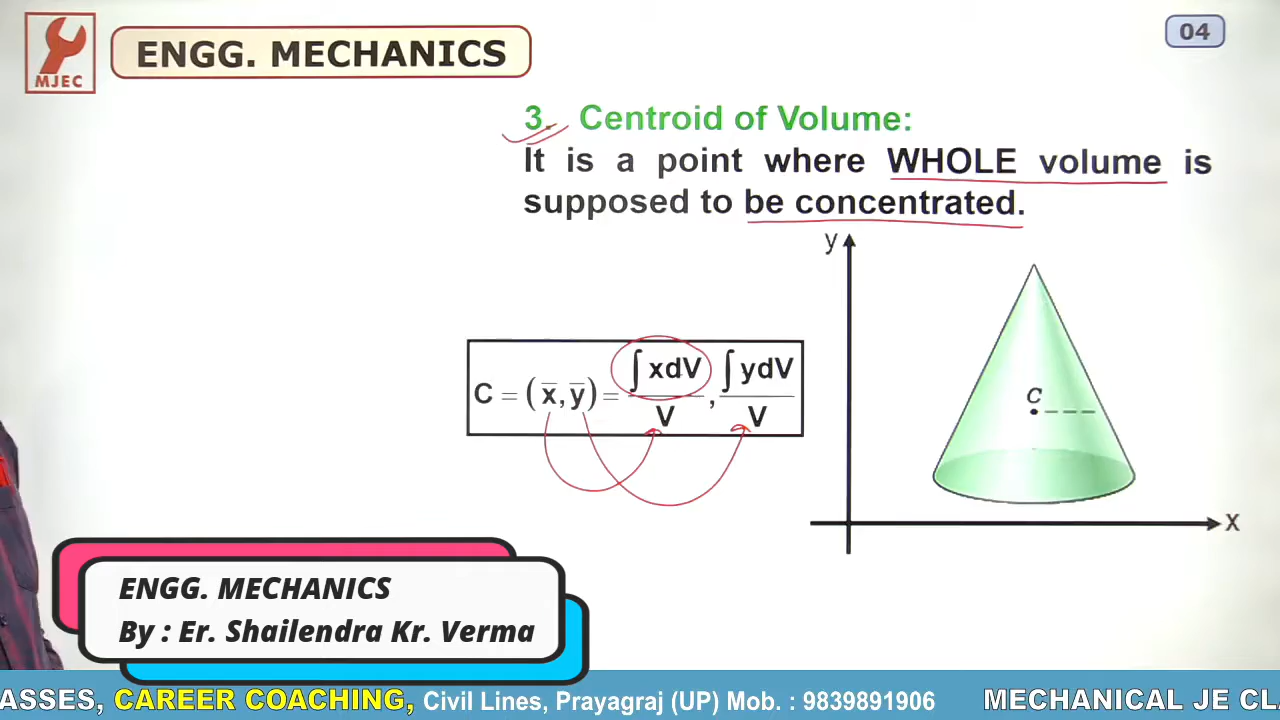 MJEC
ENGG. MECHANICS
04
3. Centroid of Volume:
It is a point where WHOLE volume is
supposed to be concentrated.
y
C = (x̅, y̅) = ∫xdV / V , ∫ydV / V
C
x
ENGG. MECHANICS
By : Er. Shailendra Kr. Verma
ASSES, CAREER COACHING, Civil Lines, Prayagraj (UP) Mob. : 9839891906 MECHANICAL JE CL